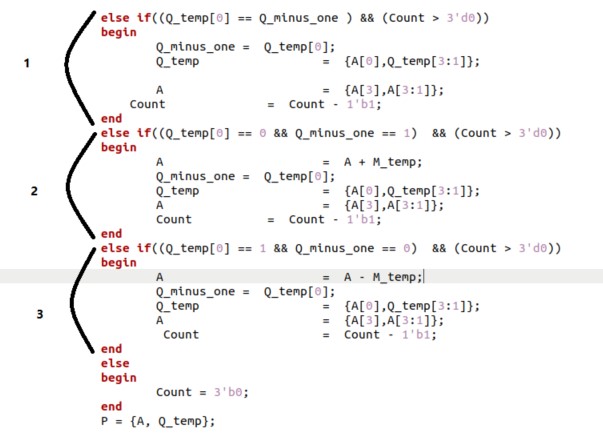 else if((Q_temp[0] == Q_minus_one ) && (Count > 3'd0))
begin
Q_minus_one = Q_temp[0];
1
Q_temp = {A[0],Q_temp[3:1]};
A = {A[3],A[3:1]};
Count = Count - 1'b1;
end
else if((Q_temp[0] == 0 && Q_minus_one == 1) && (Count > 3'd0))
begin
A = A + M_temp;
Q_minus_one = Q_temp[0];
2
Q_temp = {A[0],Q_temp[3:1]};
A = {A[3],A[3:1]};
Count = Count - 1'b1;
end
else if((Q_temp[0] == 1 && Q_minus_one == 0) && (Count > 3'd0))
begin
A = A - M_temp;
Q_minus_one = Q_temp[0];
Q_temp = {A[0],Q_temp[3:1]};
3
A = {A[3],A[3:1]};
Count = Count - 1'b1;
end
else
begin
Count = 3'b0;
end
P = {A, Q_temp};